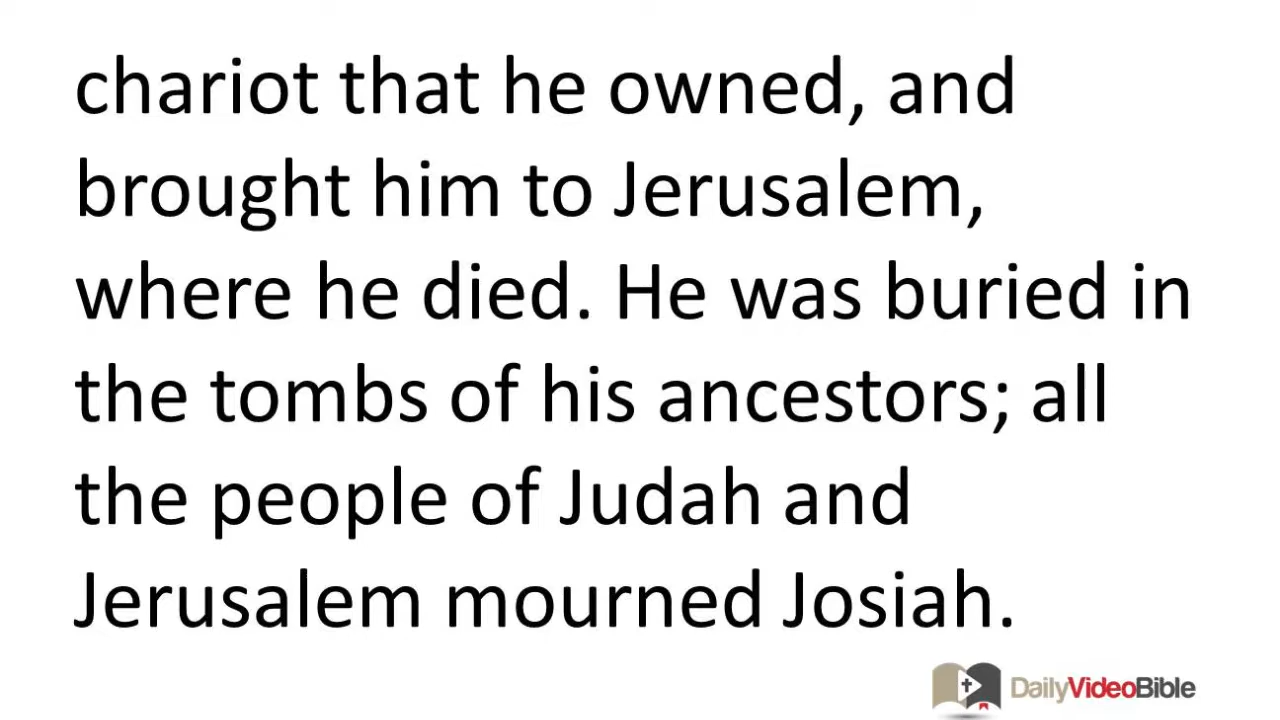 chariot that he owned, and
brought him to Jerusalem,
where he died. He was buried in
the tombs of his ancestors; all
the people of Judah and
Jerusalem mourned Josiah.
DailyVideoBible